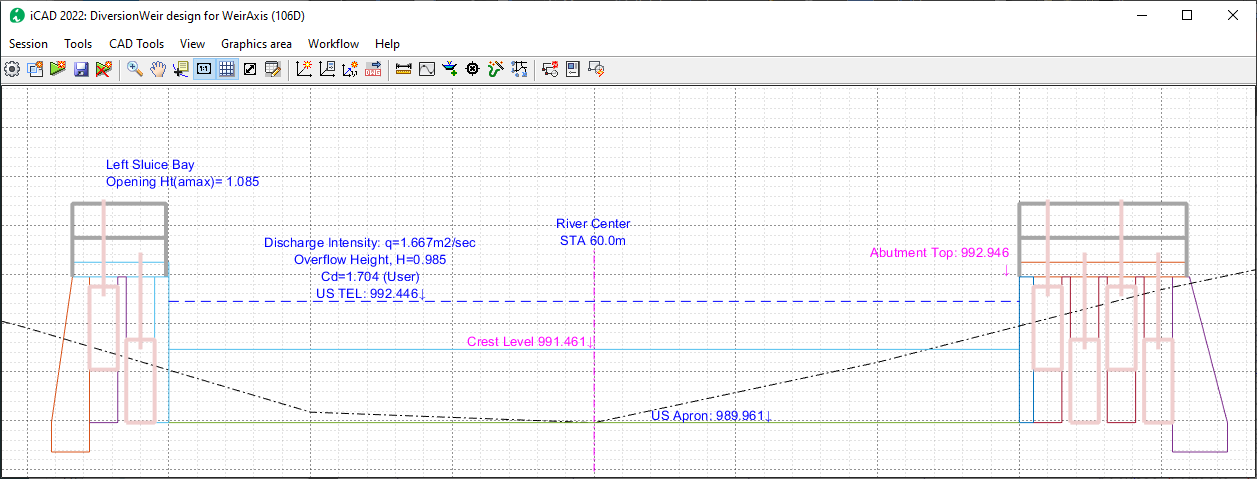 iCAD 2022: DiversionWeir design for WeirAxis (106D)
Session Tools CAD Tools View Graphics area Workflow Help
Left Sluice Bay
Opening Ht(amax)= 1.085
River Center
STA 60.0m
Discharge Intensity: q=1.667m2/sec
Overflow Height, H=0.985
Cd=1.704 (User)
US TEL: 992.446↓
Abutment Top: 992.946
↓
Crest Level 991.461↓
US Apron: 989.961↓